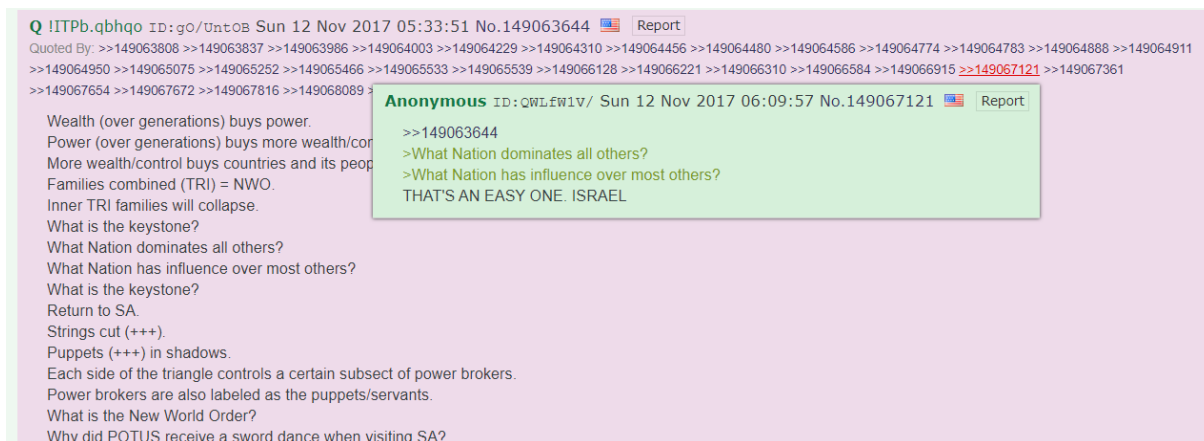 Q !ITPb.qbhqo ID:gO/UntOB Sun 12 Nov 2017 05:33:51 No.149063644 Report
Quoted By: >>149063808 >>149063837 >>149063986 >>149064003 >>149064229 >>149064310 >>149064456 >>149064480 >>149064586 >>149064774 >>149064783 >>149064888 >>149064911
>>149064950 >>149065075 >>149065252 >>149065466 >>149065533 >>149065539 >>149066128 >>149066221 >>149066310 >>149066584 >>149066915 >>149067121 >>149067361
>>149067654 >>149067672 >>149067816 >>149068089
Anonymous ID:QWLfW1V/ Sun 12 Nov 2017 06:09:57 No.149067121 Report
>>149063644
>What Nation dominates all others?
>What Nation has influence over most others?
THAT'S AN EASY ONE. ISRAEL
Wealth (over generations) buys power.
Power (over generations) buys more wealth/con
More wealth/control buys countries and its peop
Families combined (TRI) = NWO.
Inner TRI families will collapse.
What is the keystone?
What Nation dominates all others?
What Nation has influence over most others?
What is the keystone?
Return to SA.
Strings cut (+++).
Puppets (+++) in shadows.
Each side of the triangle controls a certain subsect of power brokers.
Power brokers are also labeled as the puppets/servants.
What is the New World Order?
Why did POTUS receive a sword dance when visiting SA?